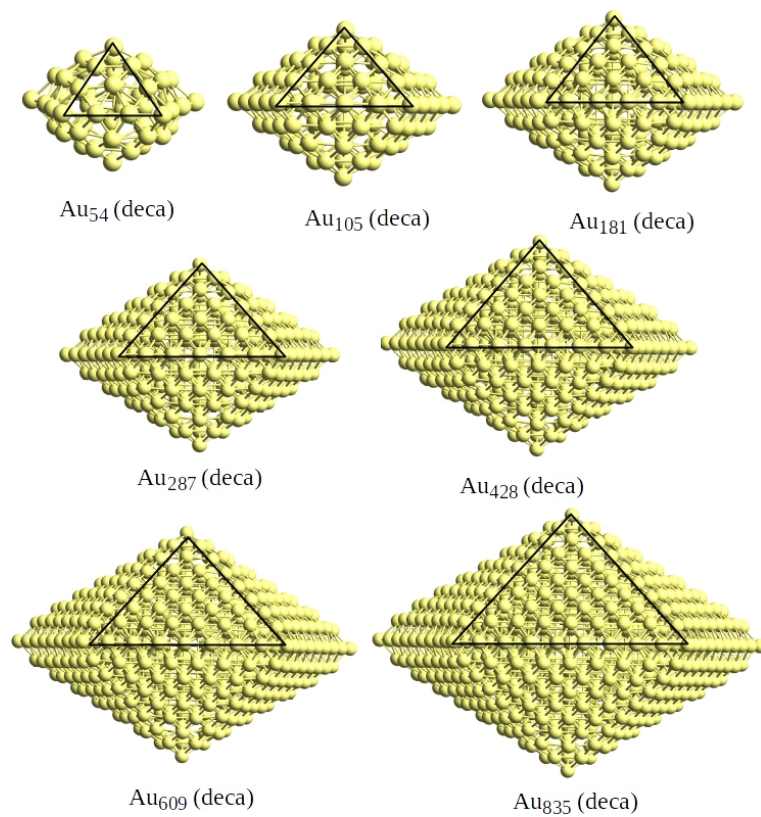 Au₅₄ (deca)
Au₁₀₅ (deca)
Au₁₈₁ (deca)
Au₂₈₇ (deca)
Au₄₂₈ (deca)
Au₆₀₉ (deca)
Au₈₃₅ (deca)